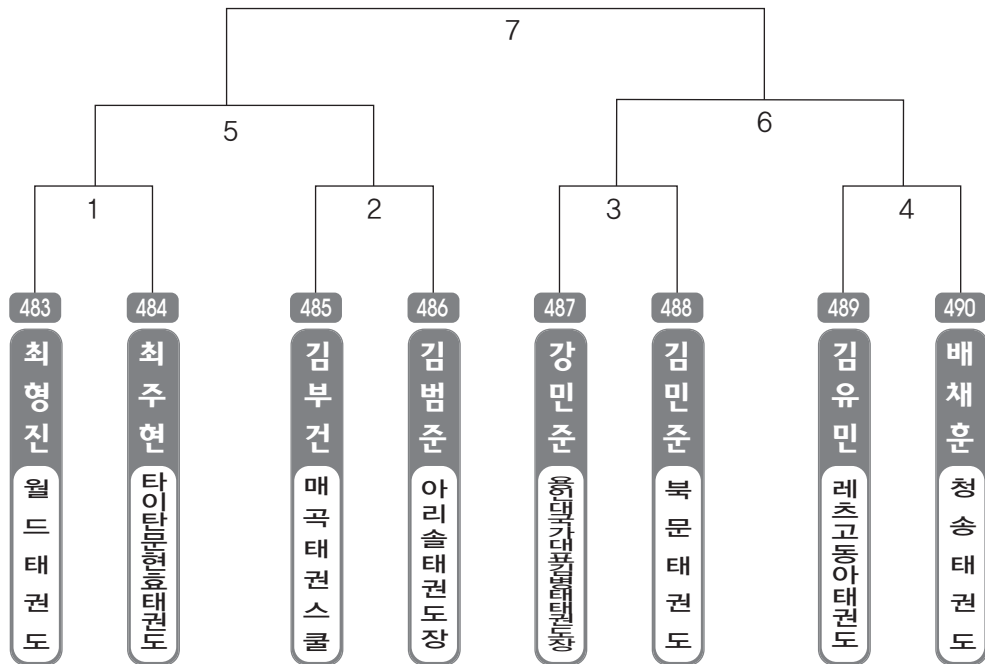 7
5
6
1
2
3
4
483
484
485
486
487
488
489
490
최형진
최주현
김부건
김범준
강민준
김민준
김유민
배채훈
월드태권도
타이탄문현효태권도
매곡태권스쿨
아리솔태권도장
용인대국가대표김병태태권도장
북문태권도
레츠고동아태권도
청송태권도